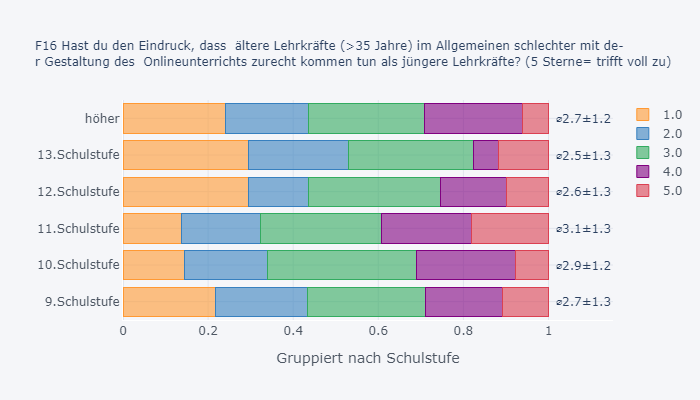 F16 Hast du den Eindruck, dass  ältere Lehrkräfte (>35 Jahre) im Allgemeinen schlechter mit de-
r Gestaltung des  Onlineunterrichts zurecht kommen tun als jüngere Lehrkräfte? (5 Sterne= trifft voll zu)
höher
⌀2.7±1.2
13.Schulstufe
⌀2.5±1.3
12.Schulstufe
⌀2.6±1.3
11.Schulstufe
⌀3.1±1.3
10.Schulstufe
⌀2.9±1.2
9.Schulstufe
⌀2.7±1.3
0 0.2 0.4 0.6 0.8 1
Gruppiert nach Schulstufe
1.0
2.0
3.0
4.0
5.0